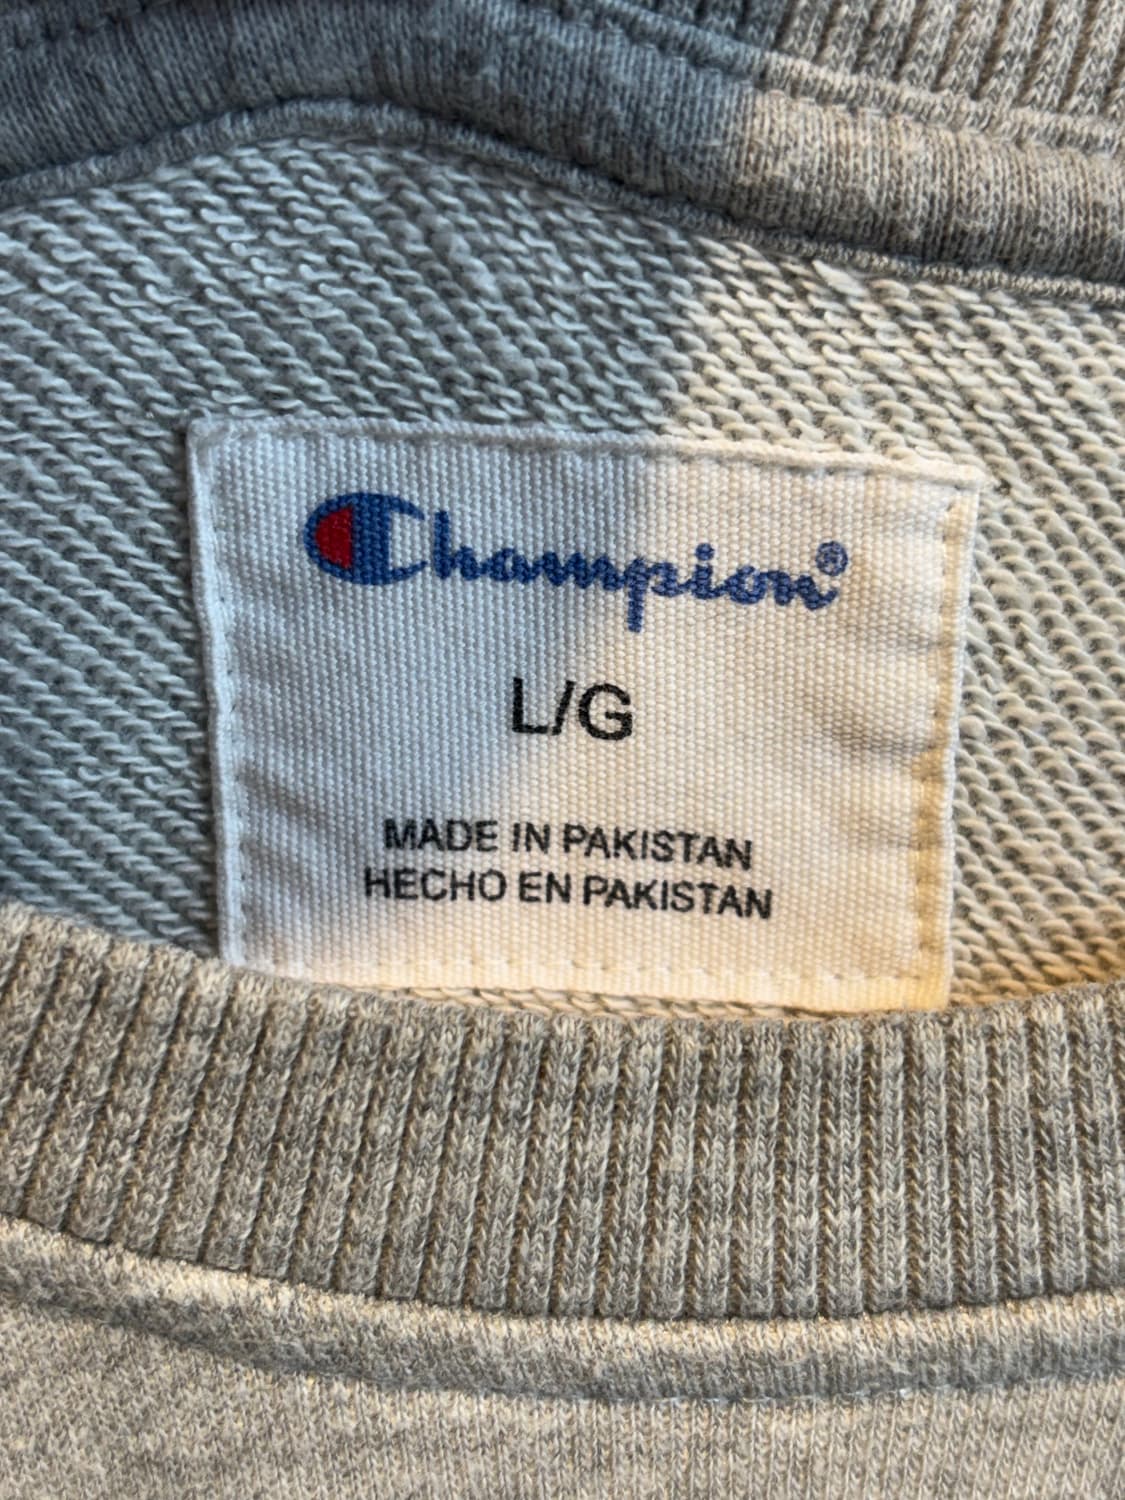 Champion®
L/G
MADE IN PAKISTAN
HECHO EN PAKISTAN